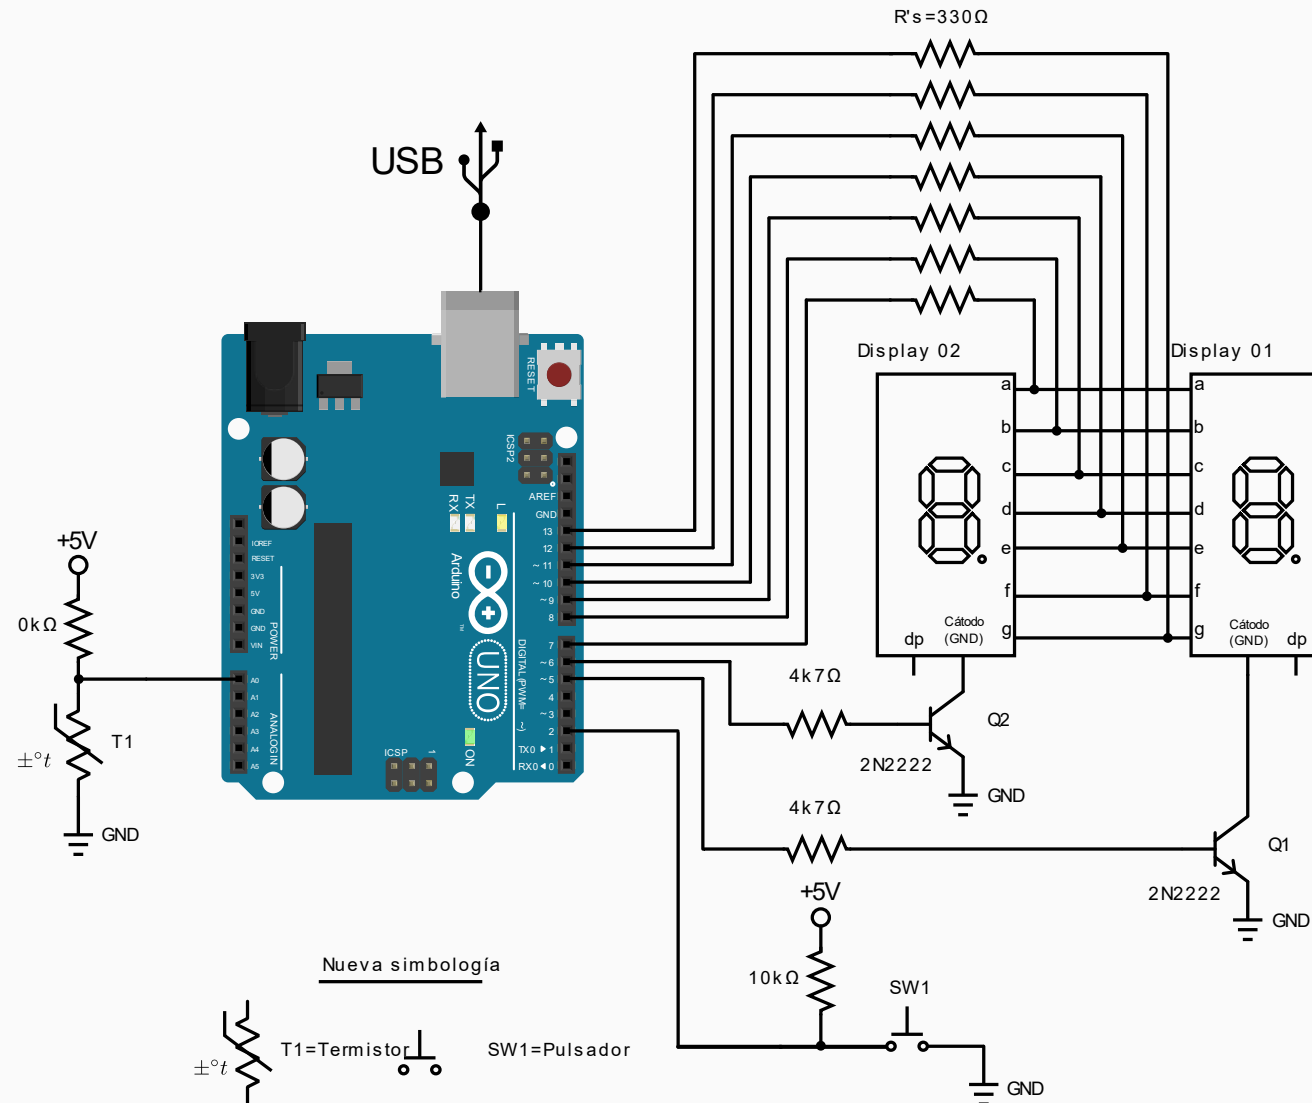 R's=330Ω
USB
Display 02
Display 01
RESET
ICSP2
AREF
GND
13
12
~ 11
~ 10
~ 9
8
7
~ 6
~ 5
4
~ 3
2
TX0 ▶ 1
RX0 ◀ 0
RX
TX
L
Arduino
™
UNO
DIGITAL (PWM= ~)
ON
ICSP
1
IOREF
RESET
3V3
5V
GND
GND
VIN
POWER
A0
A1
A2
A3
A4
A5
ANALOG IN
+5V
0kΩ
T1
±°t
GND
a
b
c
d
e
f
g
Cátodo
(GND)
dp
a
b
c
d
e
f
g
Cátodo
(GND)
dp
4k7Ω
Q2
2N2222
GND
4k7Ω
Q1
2N2222
GND
+5V
10kΩ
SW1
GND
Nueva simbología
±°t
T1=Termistor
SW1=Pulsador